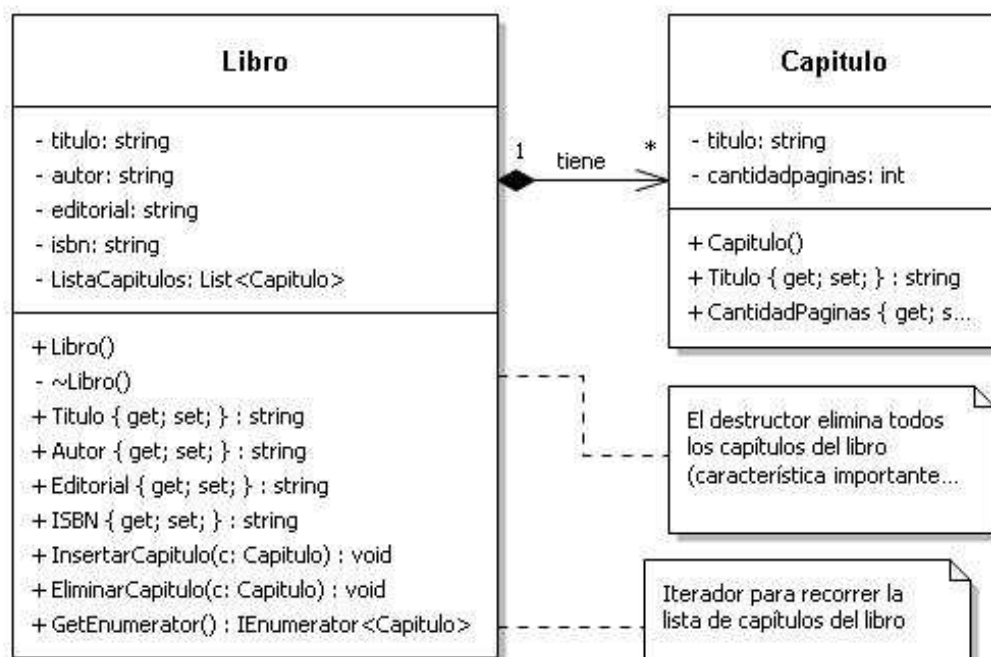 Libro
- titulo: string
- autor: string
- editorial: string
- isbn: string
- ListaCapitulos: List<Capitulo>
+ Libro()
- ~Libro()
+ Titulo { get; set; } : string
+ Autor { get; set; } : string
+ Editorial { get; set; } : string
+ ISBN { get; set; } : string
+ InsertarCapitulo(c: Capitulo) : void
+ EliminarCapitulo(c: Capitulo) : void
+ GetEnumerator() : IEnumerator<Capitulo>
1
tiene
*
Capitulo
- titulo: string
- cantidadpaginas: int
+ Capitulo()
+ Titulo { get; set; } : string
+ CantidadPaginas { get; s...
El destructor elimina todos
los capítulos del libro
(característica importante...
Iterador para recorrer la
lista de capítulos del libro